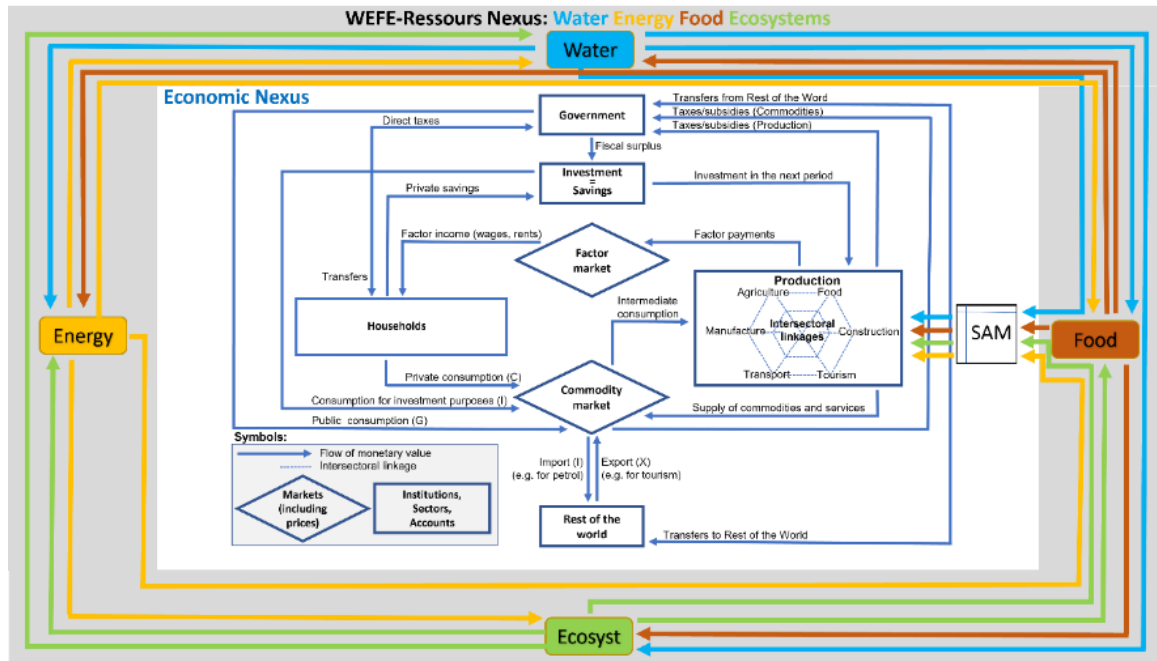 WEFE-Ressours Nexus: Water Energy Food Ecosystems
Water
Economic Nexus
Government
Transfers from Rest of the Word
Taxes/subsidies (Commodities)
Taxes/subsidies (Production)
Direct taxes
Fiscal surplus
Investment
=
Savings
Investment in the next period
Private savings
Factor income (wages, rents)
Factor
market
Factor payments
Transfers
Production
Agriculture
Food
Manufacture
Intersectoral
linkages
Construction
Transport
Tourism
Intermediate
consumption
SAM
Energy
Food
Households
Private consumption (C)
Commodity
market
Consumption for investment purposes (I)
Supply of commodities and services
Public consumption (G)
Symbols:
Flow of monetary value
Intersectoral linkage
Markets
(including
prices)
Institutions,
Sectors,
Accounts
Import (I)
(e.g. for petrol)
Export (X)
(e.g. for tourism)
Rest of the
world
Transfers to Rest of the World
Ecosyst